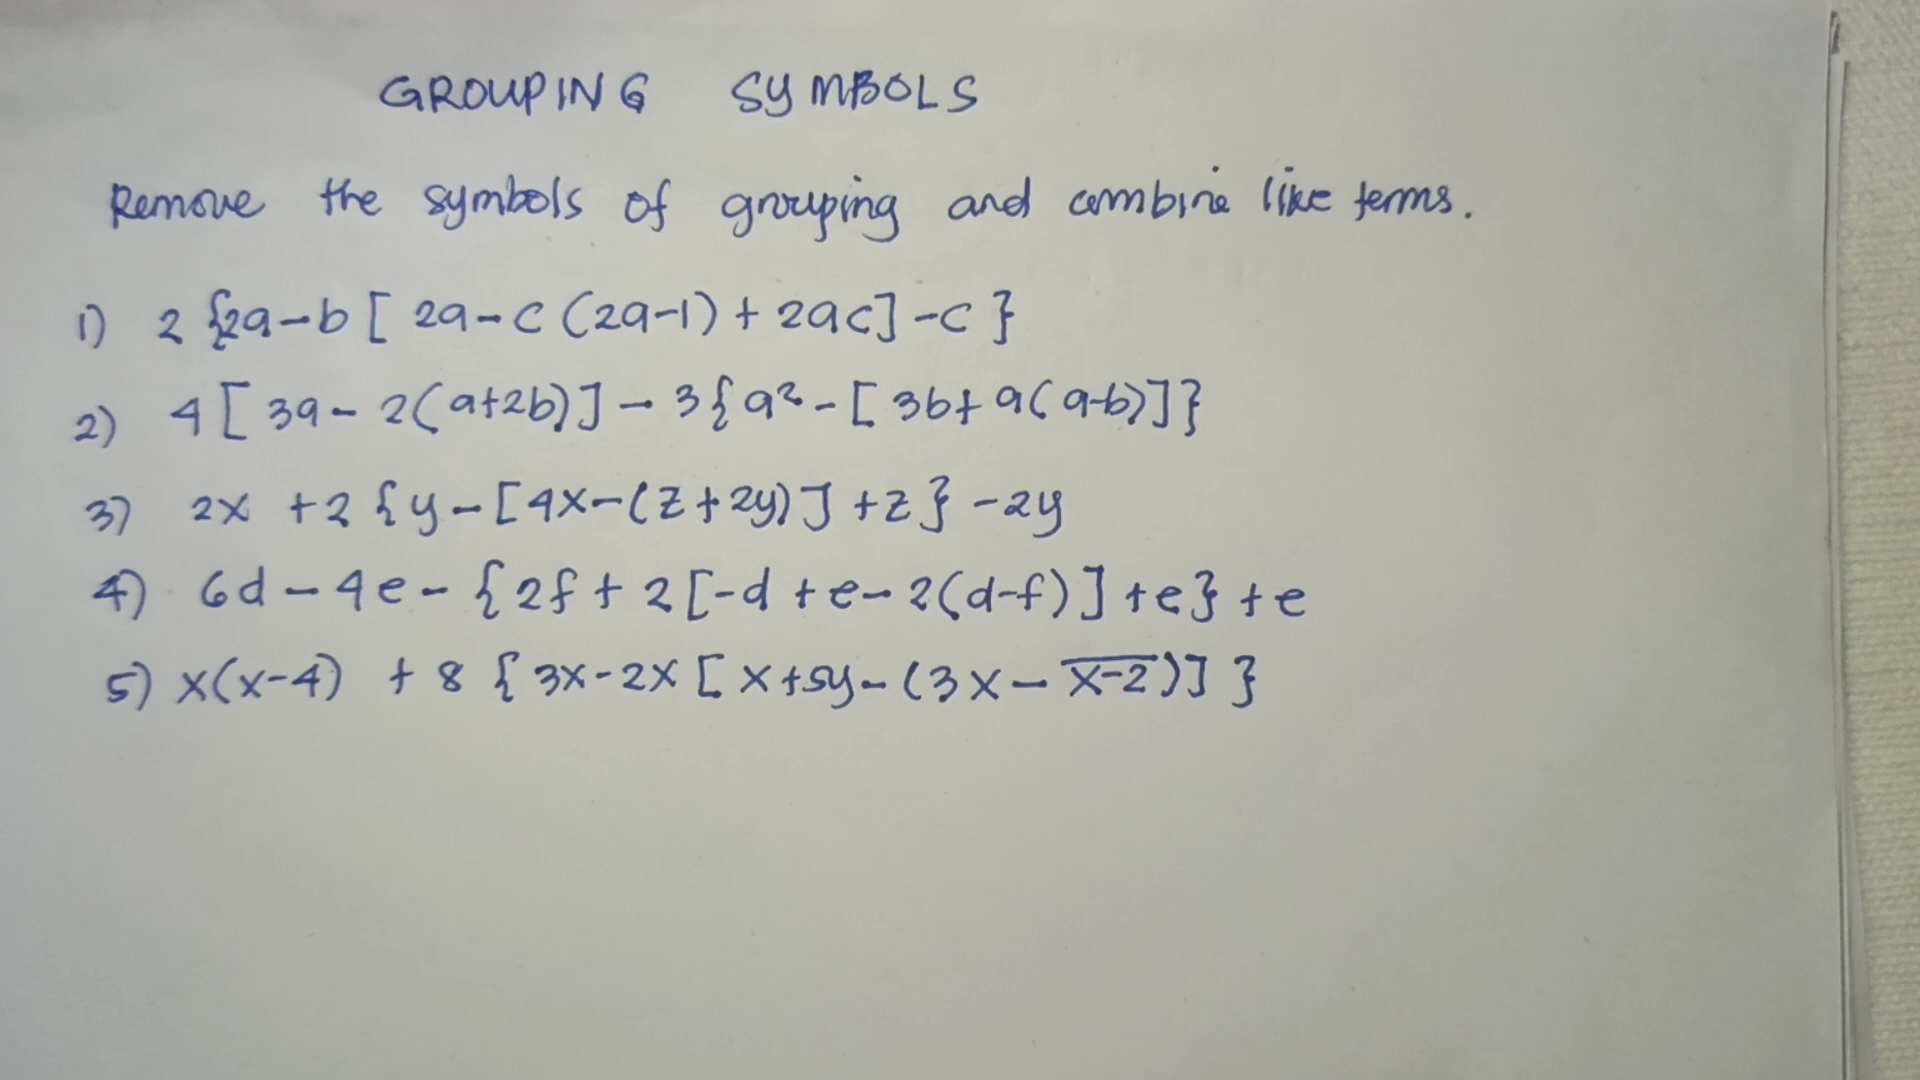 GROUPING SYMBOLS
Remove the symbols of grouping and combine like terms.
1) 2 {2a-b [ 2a-c (2a-1) + 2ac] -c }
2) 4 [ 3a - 2(a+2b)] - 3{a² - [ 3b+a(a-b)]}
3) 2x +2 {y-[4x-(z+2y)] +z} -2y
4) 6d - 4e - {2f + 2 [-d +e- 2(d-f)] +e} +e
5) x(x-4) + 8 { 3x-2x [ x+5y- (3x - x̅-̅2̅)] }